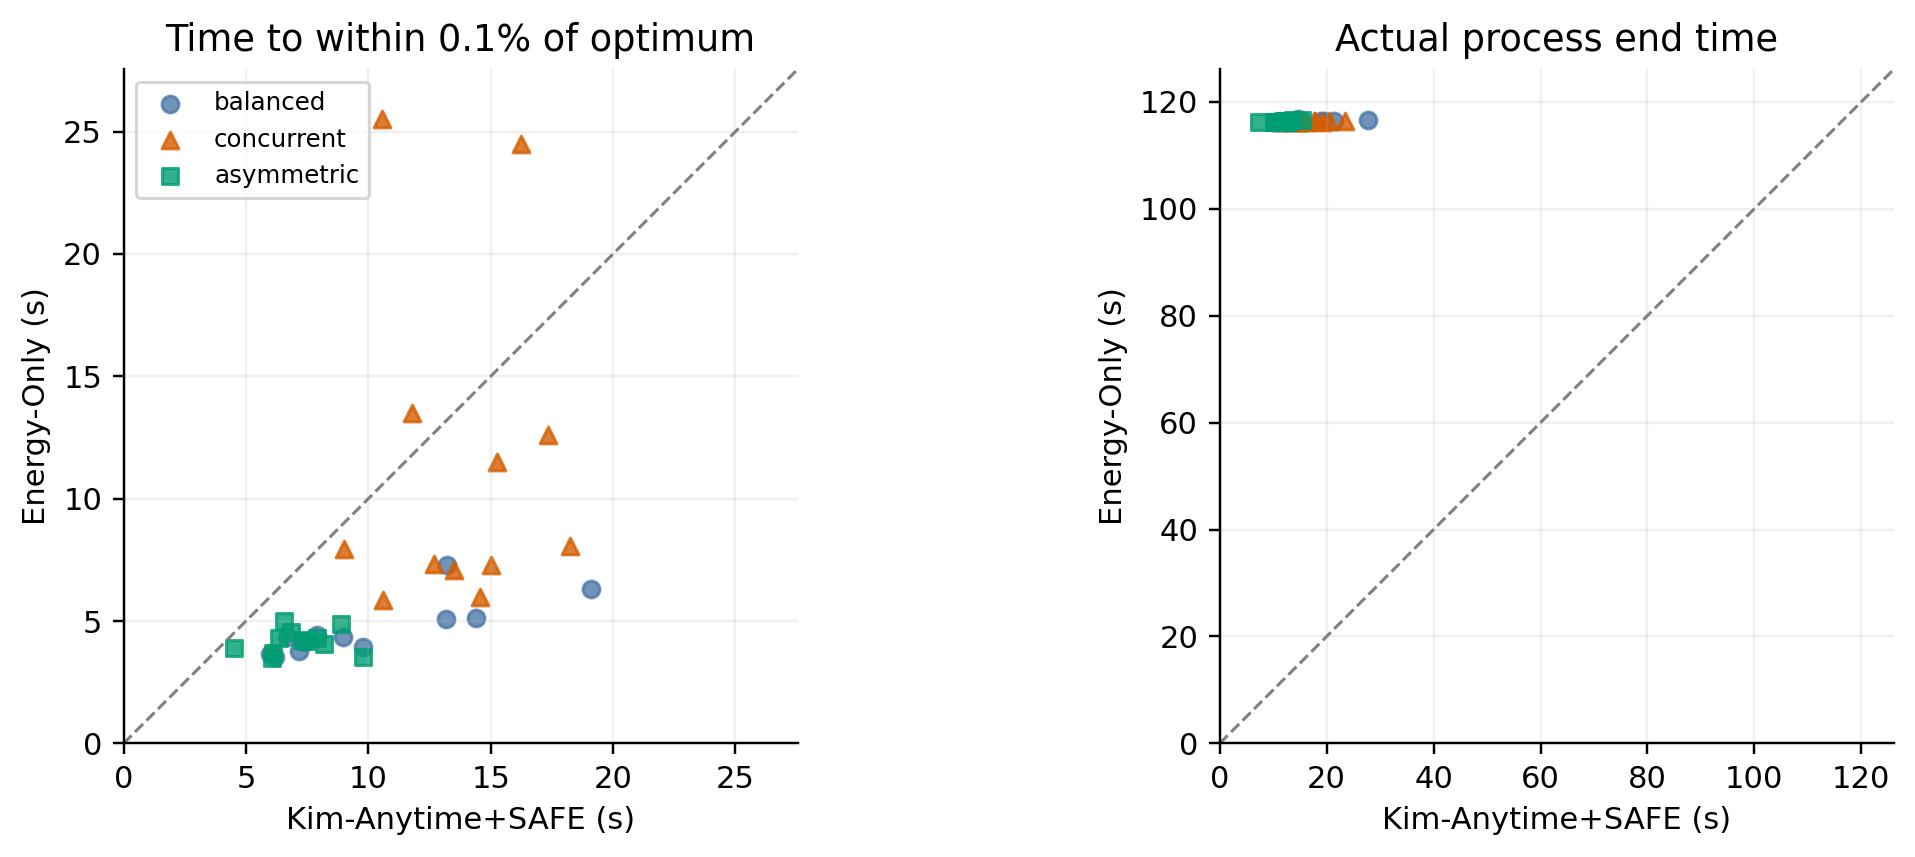 Time to within 0.1% of optimum
balanced
concurrent
asymmetric
25
20
15
10
5
0
0 5 10 15 20 25
Energy-Only (s)
Kim-Anytime+SAFE (s)
Actual process end time
120
100
80
60
40
20
0
0 20 40 60 80 100 120
Energy-Only (s)
Kim-Anytime+SAFE (s)